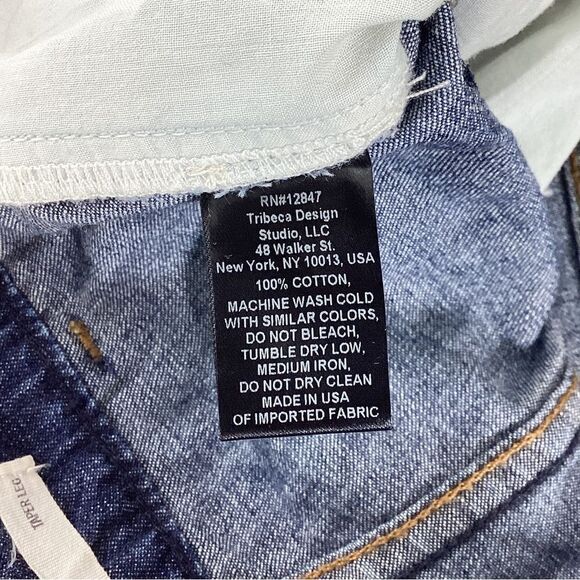 RN#12847
Tribeca Design
Studio, LLC
48 Walker St.
New York, NY 10013, USA
100% COTTON,
MACHINE WASH COLD
WITH SIMILAR COLORS,
DO NOT BLEACH,
TUMBLE DRY LOW,
MEDIUM IRON,
DO NOT DRY CLEAN
MADE IN USA
OF IMPORTED FABRIC
TAPER LEG